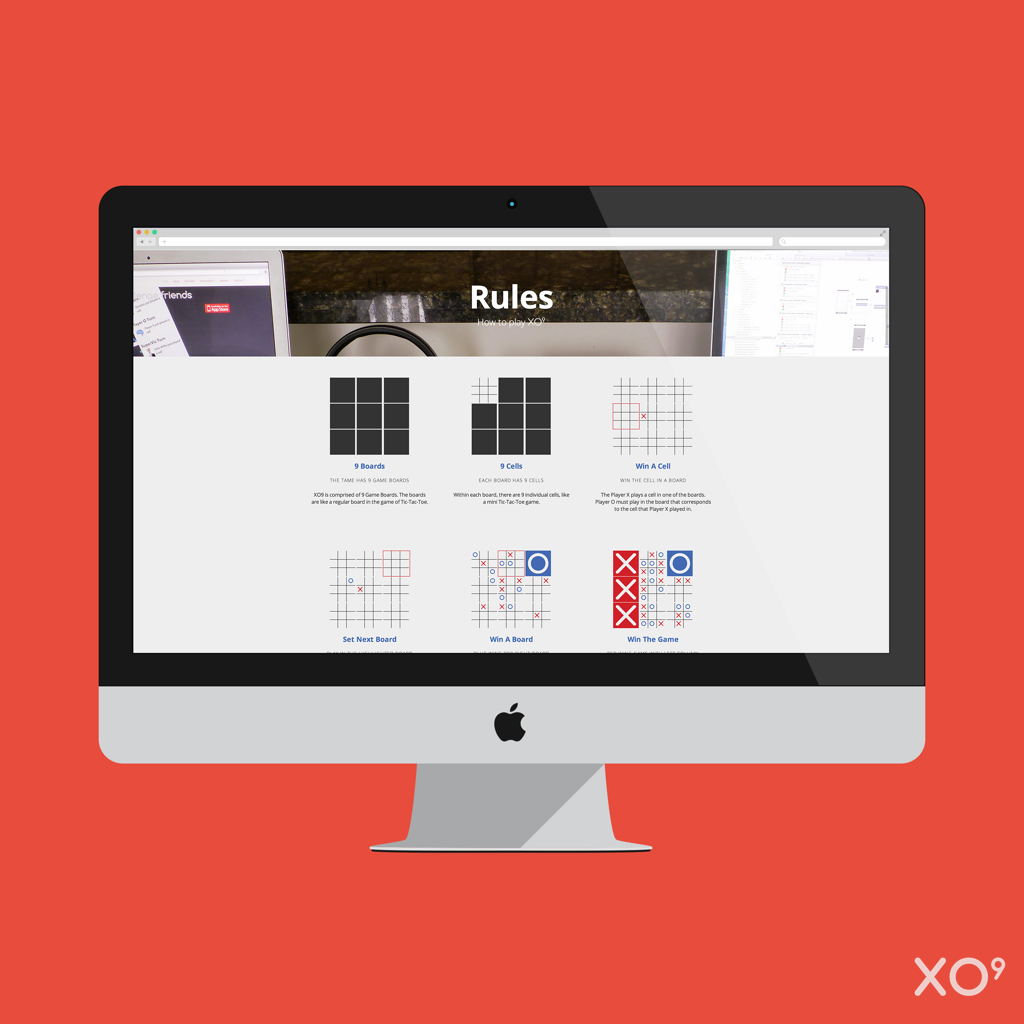 Rules
How to play XO⁹
friends
App Store
9 Boards
9 Cells
Win A Cell
THE TAME HAS 9 GAME BOARDS
EACH BOARD HAS 9 CELLS
WIN THE CELL IN A BOARD
XO9 is comprised of 9 Game Boards. The boards
are like a regular board in the game of Tic-Tac-Toe.
Within each board, there are 9 individual cells, like
a mini Tic-Tac-Toe game.
The Player X plays a cell in one of the boards.
Player O must play in the board that corresponds
to the cell that Player X played in.
Set Next Board
Win A Board
Win The Game
XO⁹